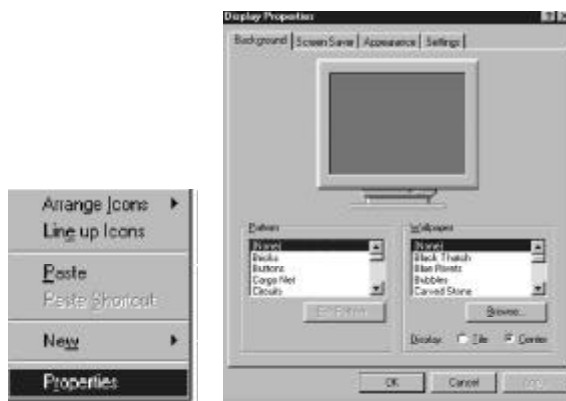 Arrange Icons
Line up Icons
Paste
Paste Shortcut
New
Properties
Display Properties
Background Screen Saver Appearance Settings
Pattern
(None)
Bricks
Buttons
Cargo Net
Circuits
Edit Pattern...
Wallpaper
(None)
Black Thatch
Blue Rivets
Bubbles
Carved Stone
Browse...
Display: Tile Center
OK Cancel Apply